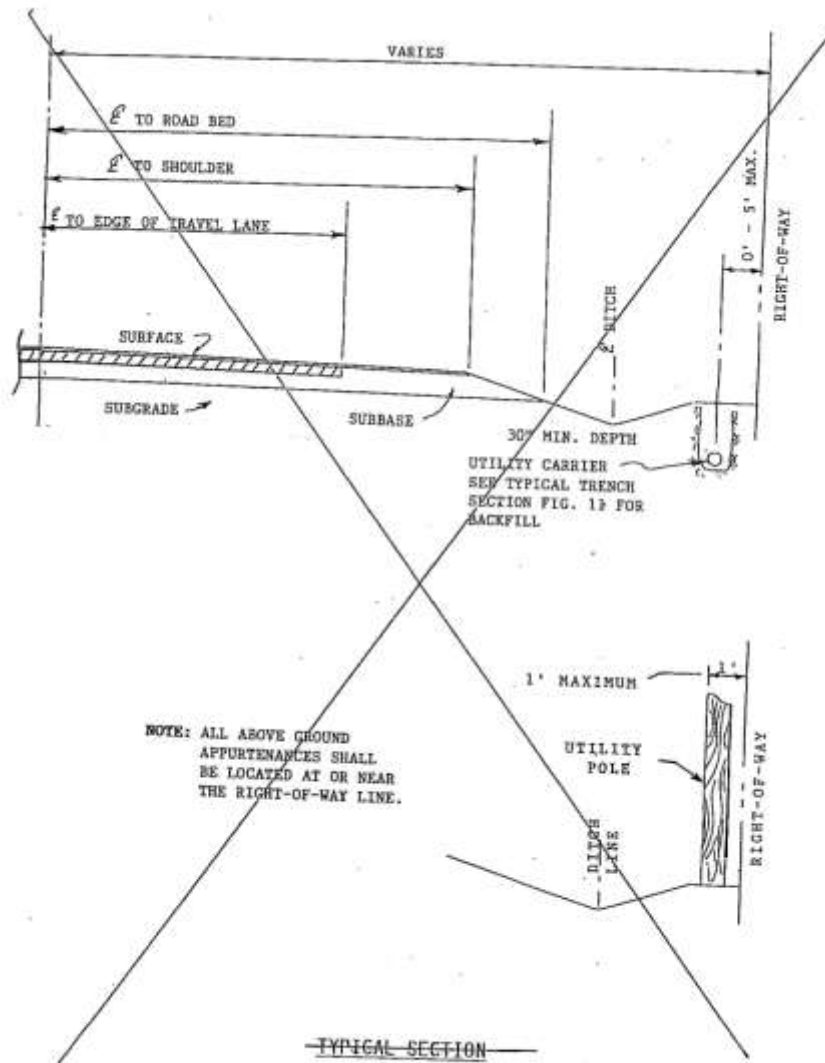 VARIES
℄ TO ROAD BED
℄ TO SHOULDER
℄ TO EDGE OF TRAVEL LANE
0' - 5' MAX.
RIGHT-OF-WAY
℄ DITCH
SURFACE
SUBGRADE
SUBBASE
30" MIN. DEPTH
UTILITY CARRIER
SEE TYPICAL TRENCH
SECTION FIG. FOR
BACKFILL
1'
1' MAXIMUM
NOTE: ALL ABOVE GROUND
APPURTENANCES SHALL
BE LOCATED AT OR NEAR
THE RIGHT-OF-WAY LINE.
UTILITY
POLE
RIGHT-OF-WAY
DITCH
LINE
TYPICAL SECTION